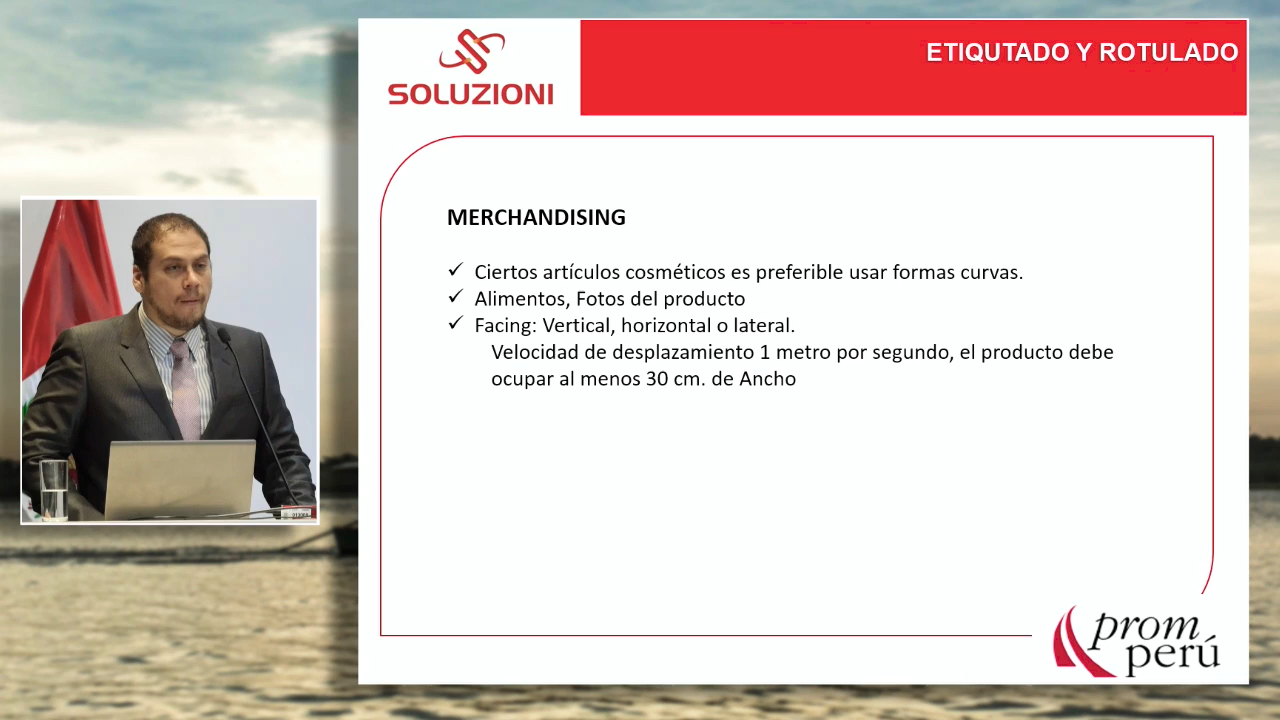 SOLUZIONI
ETIQUTADO Y ROTULADO
MERCHANDISING
✓ Ciertos artículos cosméticos es preferible usar formas curvas.
✓ Alimentos, Fotos del producto
✓ Facing: Vertical, horizontal o lateral.
Velocidad de desplazamiento 1 metro por segundo, el producto debe
ocupar al menos 30 cm. de Ancho
prom
perú